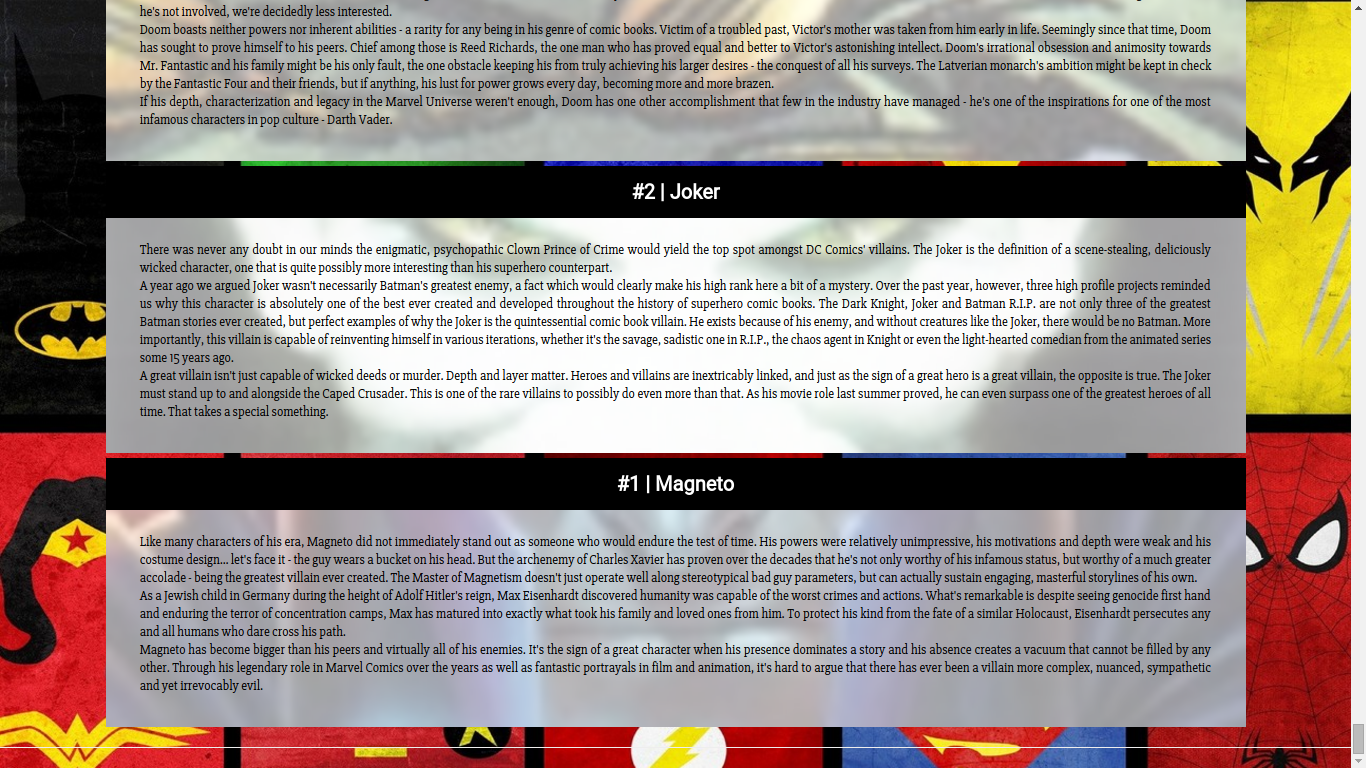 he's not involved, we're decidedly less interested.
Doom boasts neither powers nor inherent abilities - a rarity for any being in his genre of comic books. Victim of a troubled past, Victor's mother was taken from him early in life. Seemingly since that time, Doom
has sought to prove himself to his peers. Chief among those is Reed Richards, the one man who has proved equal and better to Victor's astonishing intellect. Doom's irrational obsession and animosity towards
Mr. Fantastic and his family might be his only fault, the one obstacle keeping his from truly achieving his larger desires - the conquest of all his surveys. The Latverian monarch's ambition might be kept in check
by the Fantastic Four and their friends, but if anything, his lust for power grows every day, becoming more and more brazen.
If his depth, characterization and legacy in the Marvel Universe weren't enough, Doom has one other accomplishment that few in the industry have managed - he's one of the inspirations for one of the most
infamous characters in pop culture - Darth Vader.
#2 | Joker
There was never any doubt in our minds the enigmatic, psychopathic Clown Prince of Crime would yield the top spot amongst DC Comics' villains. The Joker is the definition of a scene-stealing, deliciously
wicked character, one that is quite possibly more interesting than his superhero counterpart.
A year ago we argued Joker wasn't necessarily Batman's greatest enemy, a fact which would clearly make his high rank here a bit of a mystery. Over the past year, however, three high profile projects reminded
us why this character is absolutely one of the best ever created and developed throughout the history of superhero comic books. The Dark Knight, Joker and Batman R.I.P. are not only three of the greatest
Batman stories ever created, but perfect examples of why the Joker is the quintessential comic book villain. He exists because of his enemy, and without creatures like the Joker, there would be no Batman. More
importantly, this villain is capable of reinventing himself in various iterations, whether it's the savage, sadistic one in R.I.P., the chaos agent in Knight or even the light-hearted comedian from the animated series
some 15 years ago.
A great villain isn't just capable of wicked deeds or murder. Depth and layer matter. Heroes and villains are inextricably linked, and just as the sign of a great hero is a great villain, the opposite is true. The Joker
must stand up to and alongside the Caped Crusader. This is one of the rare villains to possibly do even more than that. As his movie role last summer proved, he can even surpass one of the greatest heroes of all
time. That takes a special something.
#1 | Magneto
Like many characters of his era, Magneto did not immediately stand out as someone who would endure the test of time. His powers were relatively unimpressive, his motivations and depth were weak and his
costume design... let's face it - the guy wears a bucket on his head. But the archenemy of Charles Xavier has proven over the decades that he's not only worthy of his infamous status, but worthy of a much greater
accolade - being the greatest villain ever created. The Master of Magnetism doesn't just operate well along stereotypical bad guy parameters, but can actually sustain engaging, masterful storylines of his own.
As a Jewish child in Germany during the height of Adolf Hitler's reign, Max Eisenhardt discovered humanity was capable of the worst crimes and actions. What's remarkable is despite seeing genocide first hand
and enduring the terror of concentration camps, Max has matured into exactly what took his family and loved ones from him. To protect his kind from the fate of a similar Holocaust, Eisenhardt persecutes any
and all humans who dare cross his path.
Magneto has become bigger than his peers and virtually all of his enemies. It's the sign of a great character when his presence dominates a story and his absence creates a vacuum that cannot be filled by any
other. Through his legendary role in Marvel Comics over the years as well as fantastic portrayals in film and animation, it's hard to argue that there has ever been a villain more complex, nuanced, sympathetic
and yet irrevocably evil.